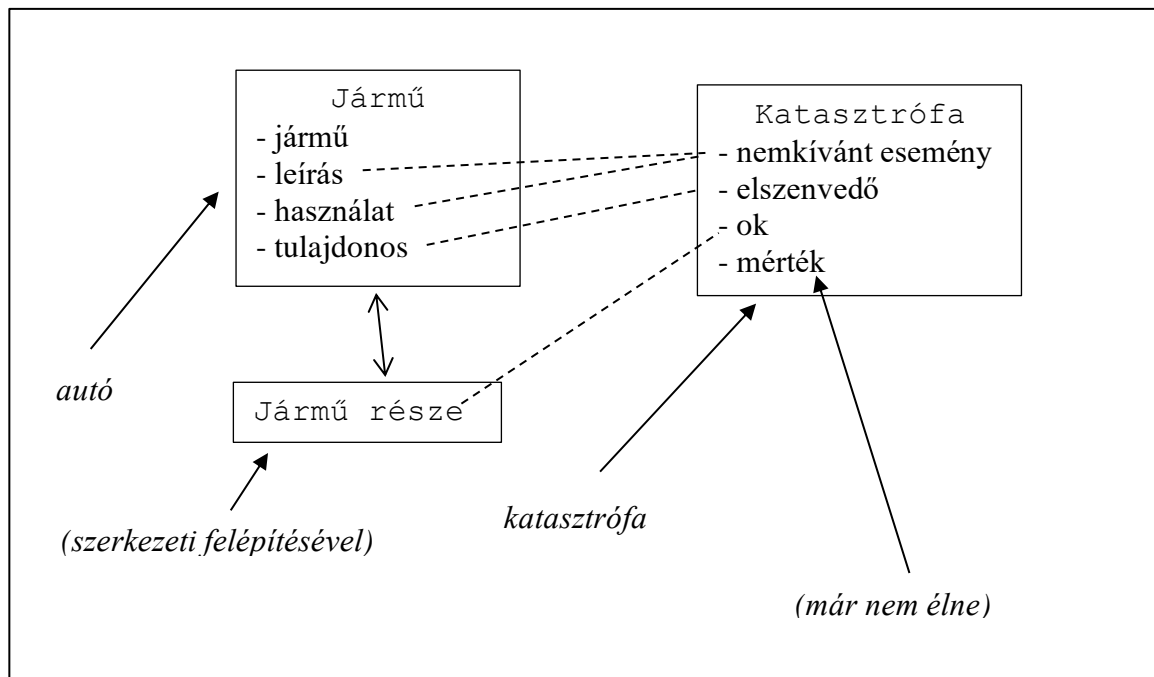 Jármű
- jármű
- leírás
- használat
- tulajdonos
Katasztrófa
- nemkívánt esemény
- elszenvedő
- ok
- mérték
autó
Jármű része
(szerkezeti felépítésével)
katasztrófa
(már nem élne)